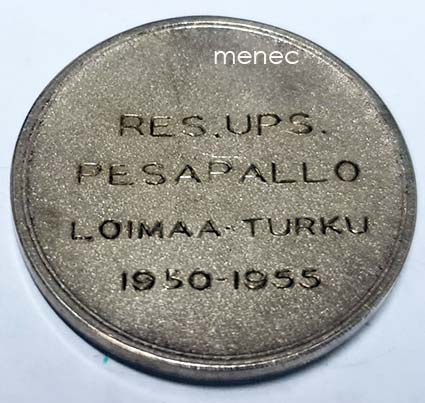 menec
RES.UPS.
PESAPALLO
LOIMAA-TURKU
1950-1955